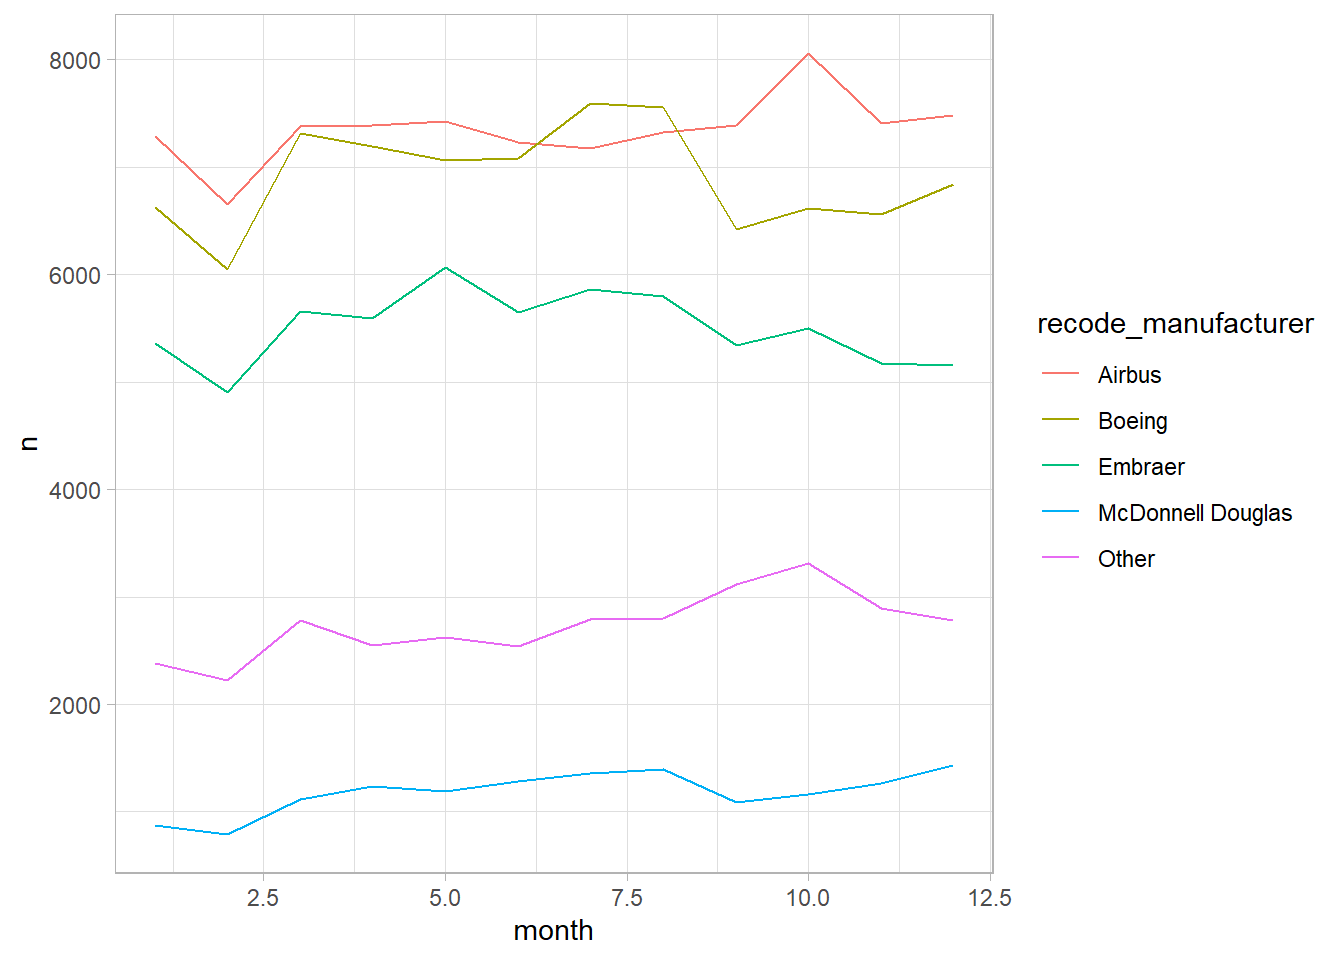 8000
6000
4000
2000
n
2.5
5.0
7.5
10.0
12.5
month
recode_manufacturer
Airbus
Boeing
Embraer
McDonnell Douglas
Other